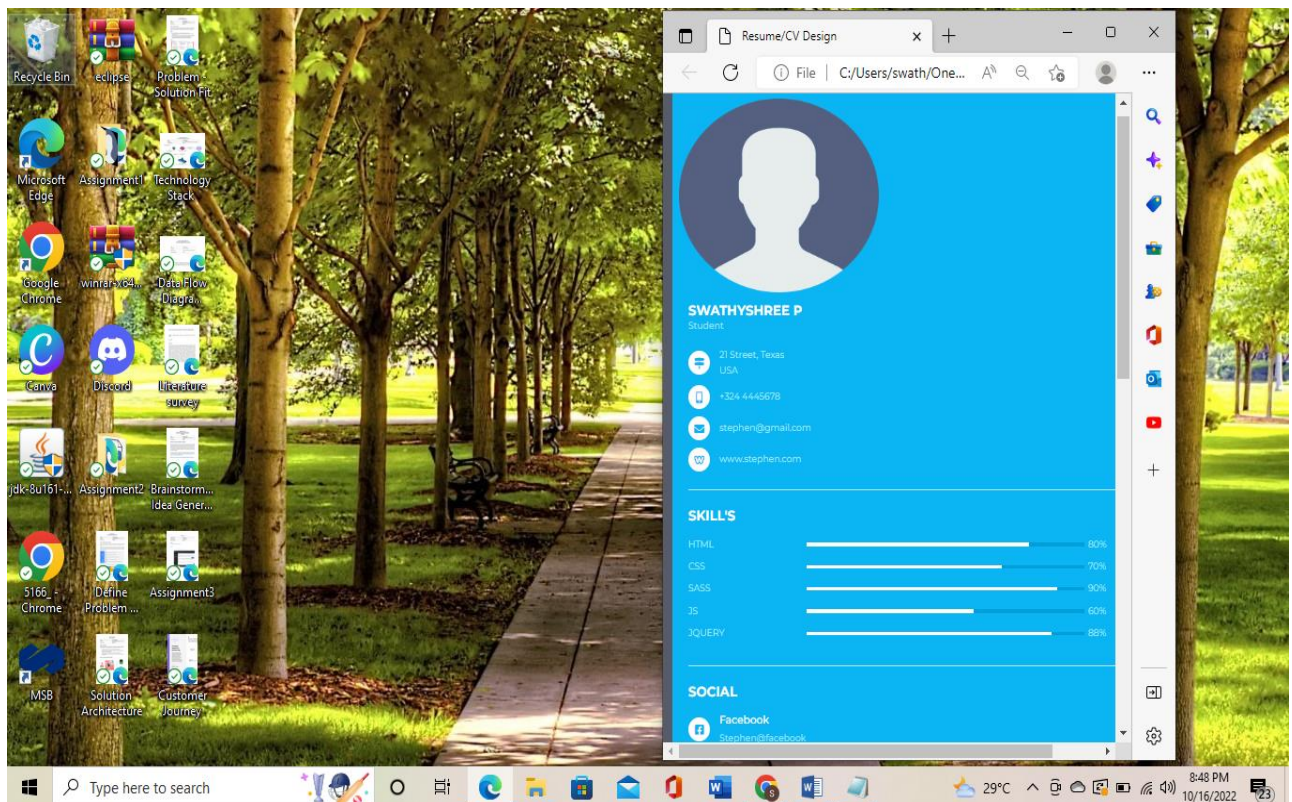 Recycle Bin
eclipse
Problem -
Solution Fit
Microsoft
Edge
Assignment1
Technology
Stack
Google
Chrome
winrar-x64...
Data Flow
Diagra...
Canva
Discord
Literature
survey
jdk-8u161-...
Assignment2
Brainstorm...
Idea Gener...
5166_ -
Chrome
Define
Problem ...
Assignment3
MSB
Solution
Architecture
Customer
Journey
Resume/CV Design
File | C:/Users/swath/One...
SWATHYSHREE P
Student
21 Street, Texas
USA
+324 4445678
stephen@gmail.com
www.stephen.com
SKILL'S
HTML 80%
CSS 70%
SASS 90%
JS 60%
JQUERY 88%
SOCIAL
Facebook
Stephen@facebook
Type here to search
29°C
8:48 PM
10/16/2022
23